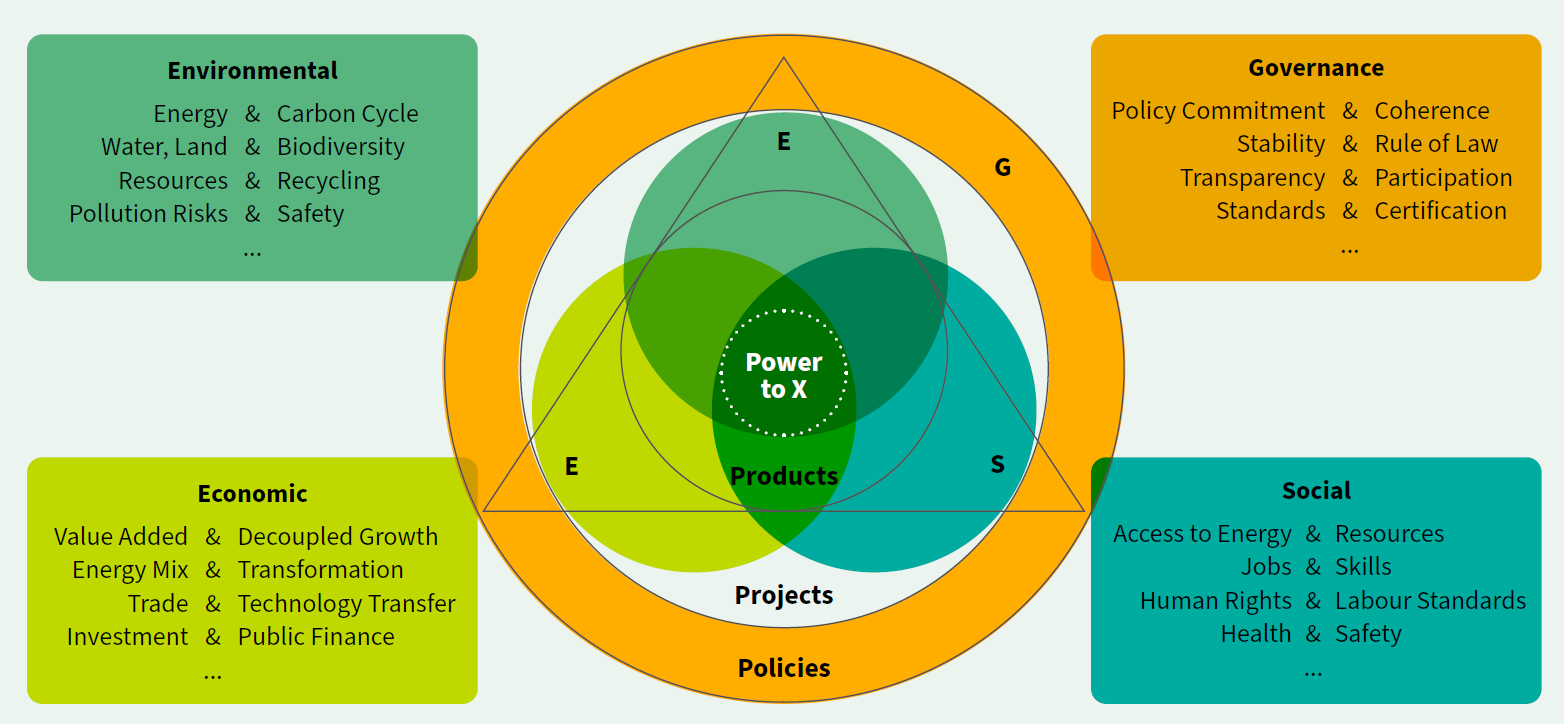 Environmental
Energy & Carbon Cycle
Water, Land & Biodiversity
Resources & Recycling
Pollution Risks & Safety
...
Governance
Policy Commitment & Coherence
Stability & Rule of Law
Transparency & Participation
Standards & Certification
...
E
G
Power
to X
E
S
Products
Projects
Policies
Economic
Value Added & Decoupled Growth
Energy Mix & Transformation
Trade & Technology Transfer
Investment & Public Finance
...
Social
Access to Energy & Resources
Jobs & Skills
Human Rights & Labour Standards
Health & Safety
...